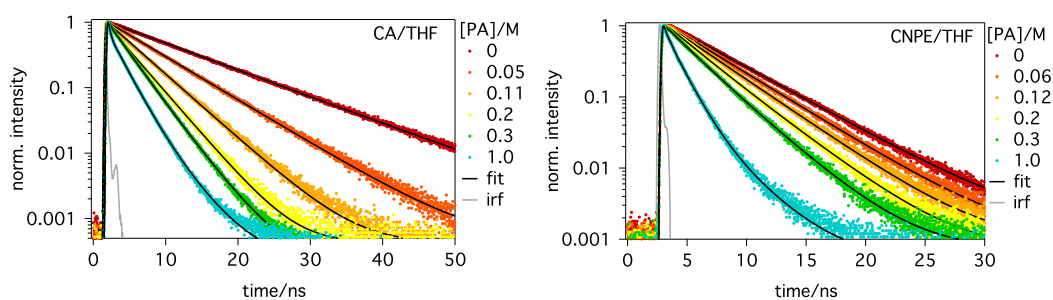 CA/THF
[PA]/M
0
0.05
0.11
0.2
0.3
1.0
fit
irf
norm. intensity
1
0.1
0.01
0.001
0 10 20 30 40 50
time/ns
CNPE/THF
[PA]/M
0
0.06
0.12
0.2
0.3
1.0
fit
irf
norm. intensity
1
0.1
0.01
0.001
0 5 10 15 20 25 30
time/ns